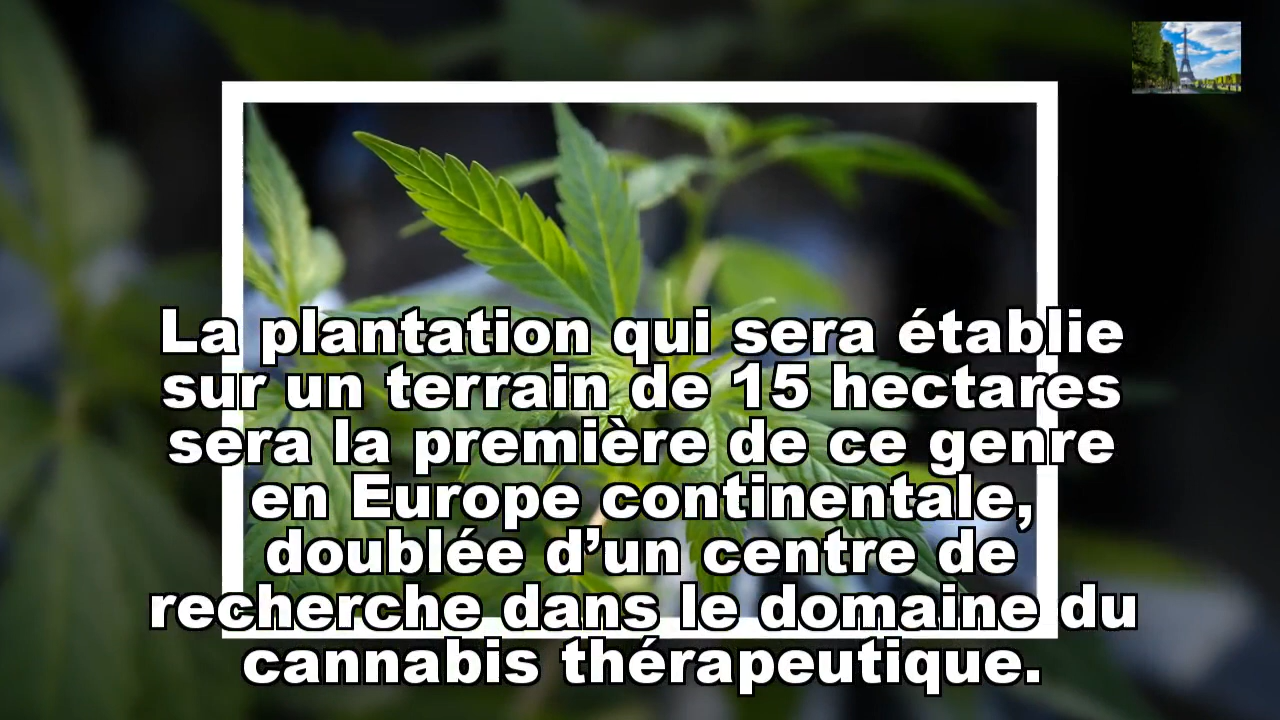 La plantation qui sera établie
sur un terrain de 15 hectares
sera la première de ce genre
en Europe continentale,
doublée d’un centre de
recherche dans le domaine du
cannabis thérapeutique.